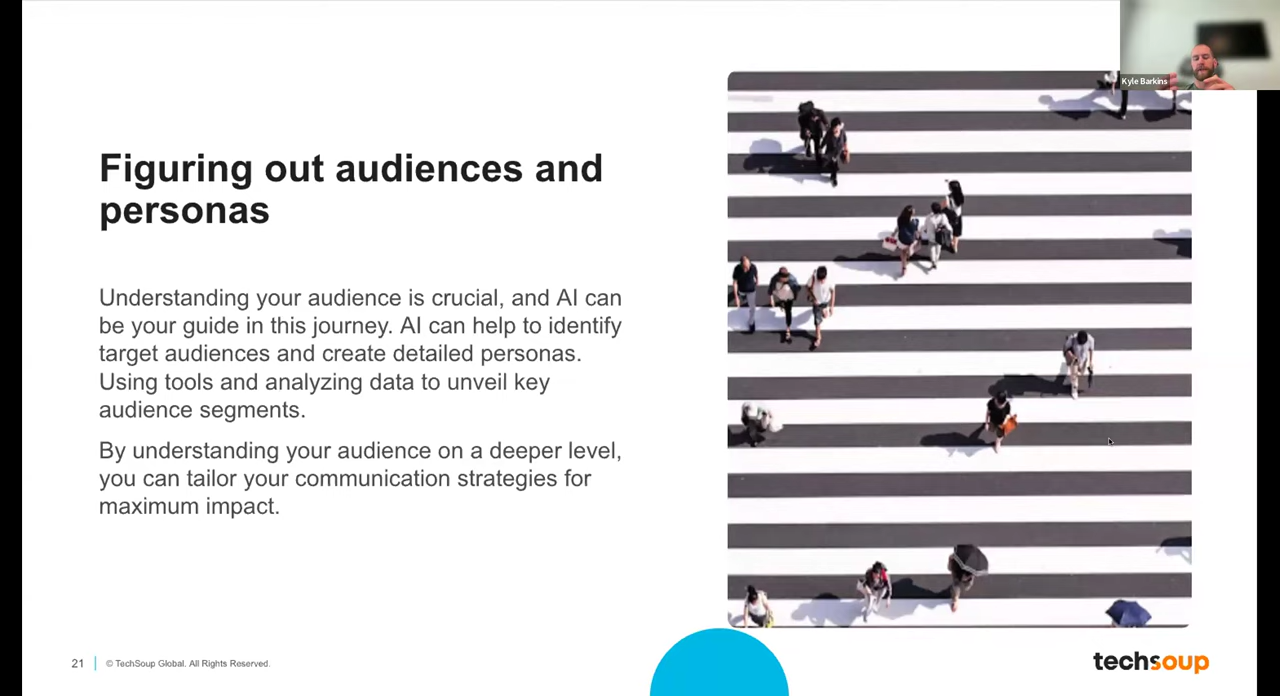 Kyle Barkins
Figuring out audiences and
personas
Understanding your audience is crucial, and AI can
be your guide in this journey. AI can help to identify
target audiences and create detailed personas.
Using tools and analyzing data to unveil key
audience segments.
By understanding your audience on a deeper level,
you can tailor your communication strategies for
maximum impact.
21
© TechSoup Global. All Rights Reserved.
techsoup